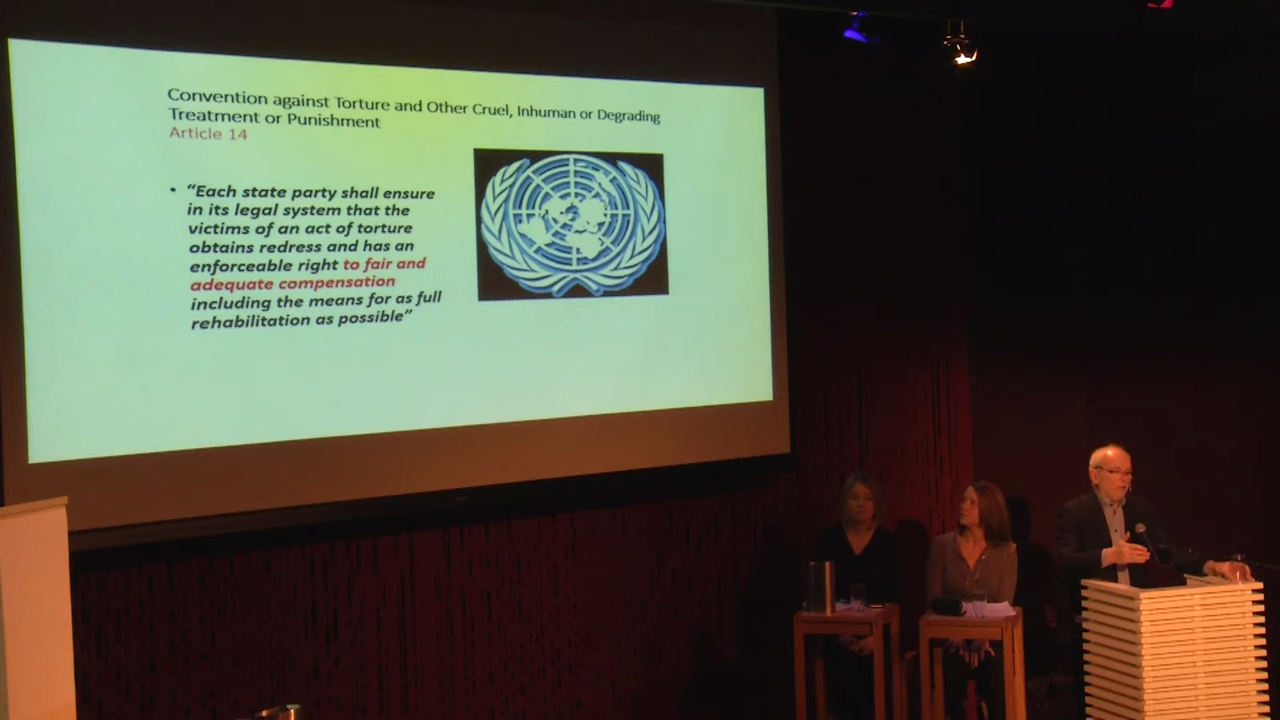 Convention against Torture and Other Cruel, Inhuman or Degrading
Treatment or Punishment
Article 14
• “Each state party shall ensure
in its legal system that the
victims of an act of torture
obtains redress and has an
enforceable right to fair and
adequate compensation
including the means for as full
rehabilitation as possible”